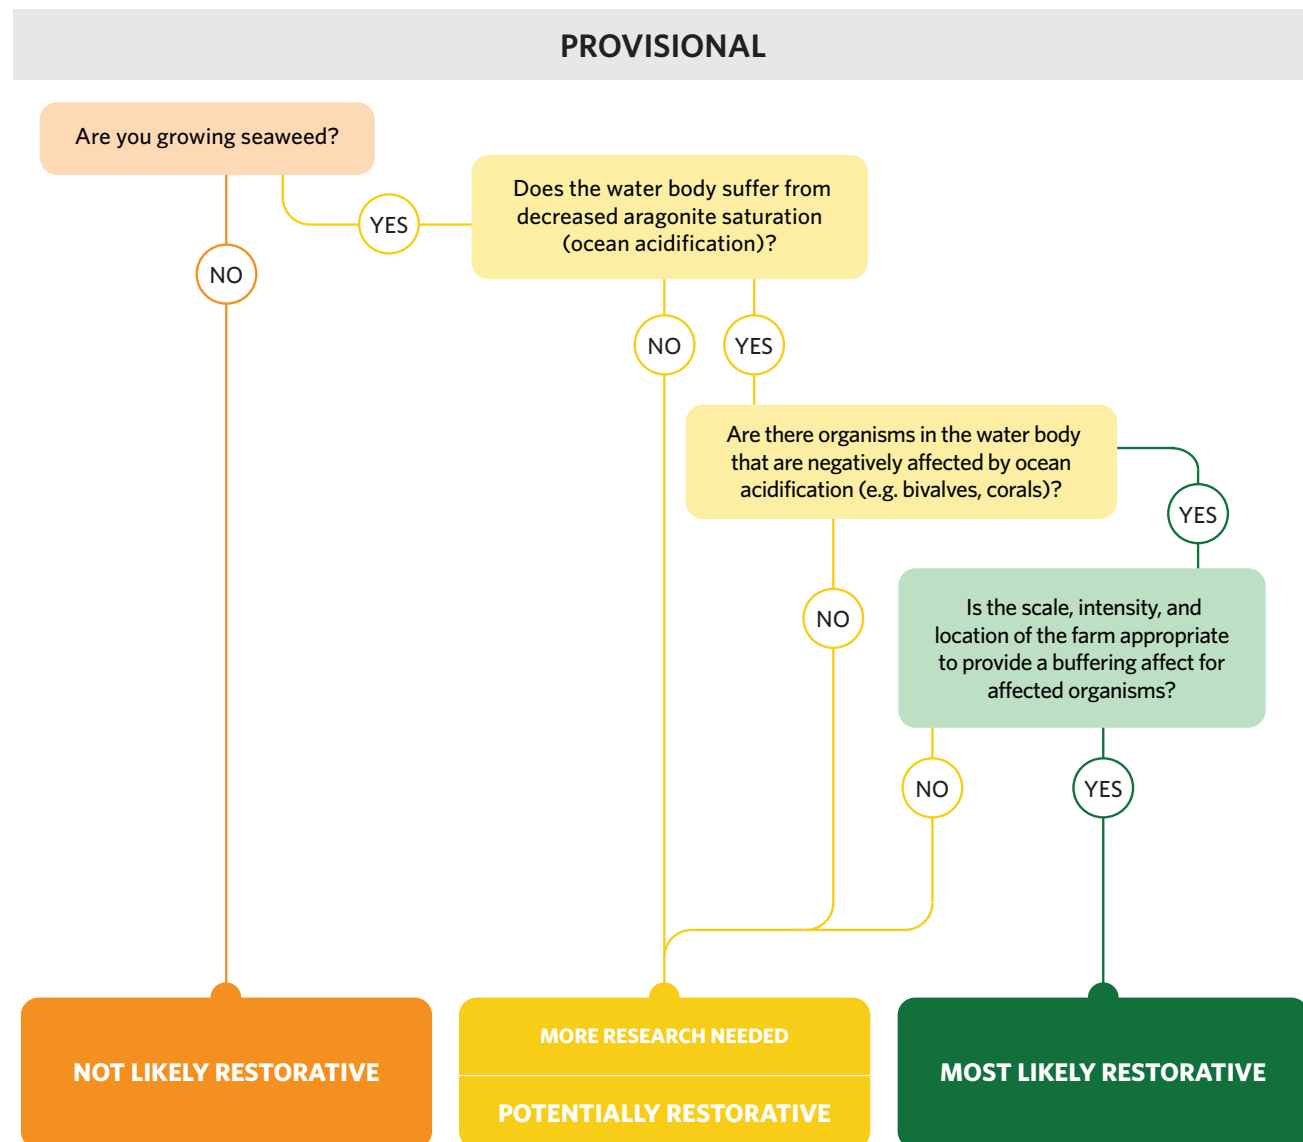 PROVISIONAL
Are you growing seaweed?
YES
NO
Does the water body suffer from
decreased aragonite saturation
(ocean acidification)?
NO
YES
Are there organisms in the water body
that are negatively affected by ocean
acidification (e.g. bivalves, corals)?
YES
NO
Is the scale, intensity, and
location of the farm appropriate
to provide a buffering affect for
affected organisms?
NO
YES
NOT LIKELY RESTORATIVE
MORE RESEARCH NEEDED
POTENTIALLY RESTORATIVE
MOST LIKELY RESTORATIVE